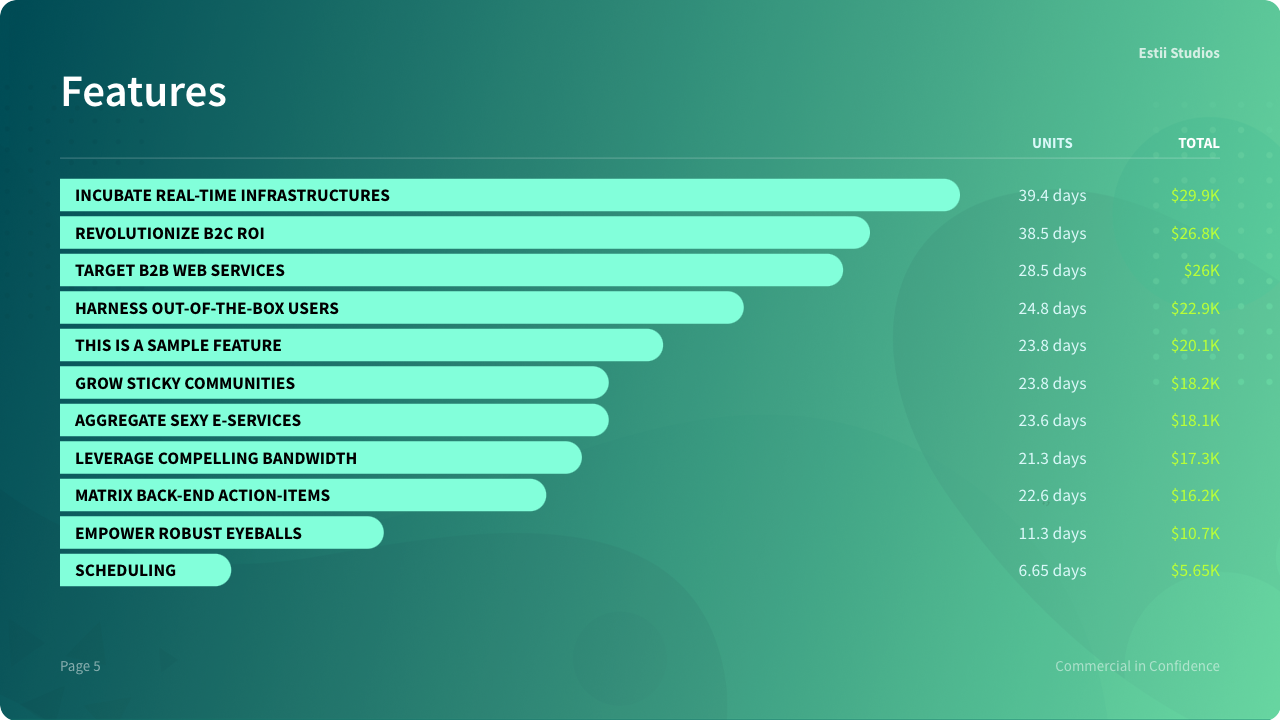 Estii Studios
Features
UNITS TOTAL
INCUBATE REAL-TIME INFRASTRUCTURES 39.4 days $29.9K
REVOLUTIONIZE B2C ROI 38.5 days $26.8K
TARGET B2B WEB SERVICES 28.5 days $26K
HARNESS OUT-OF-THE-BOX USERS 24.8 days $22.9K
THIS IS A SAMPLE FEATURE 23.8 days $20.1K
GROW STICKY COMMUNITIES 23.8 days $18.2K
AGGREGATE SEXY E-SERVICES 23.6 days $18.1K
LEVERAGE COMPELLING BANDWIDTH 21.3 days $17.3K
MATRIX BACK-END ACTION-ITEMS 22.6 days $16.2K
EMPOWER ROBUST EYEBALLS 11.3 days $10.7K
SCHEDULING 6.65 days $5.65K
Page 5 Commercial in Confidence